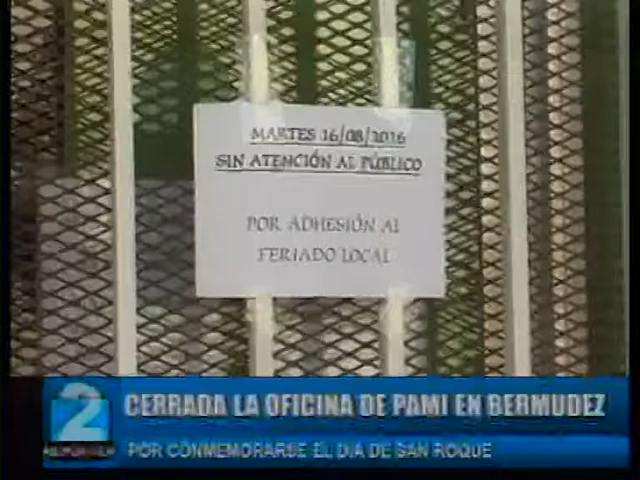 MARTES 16/08/2016
SIN ATENCIÓN AL PÚBLICO
POR ADHESIÓN AL
FERIADO LOCAL
2
CERRADA LA OFICINA DE PAMI EN BERMUDEZ
POR CONMEMORARSE EL DIA DE SAN ROQUE